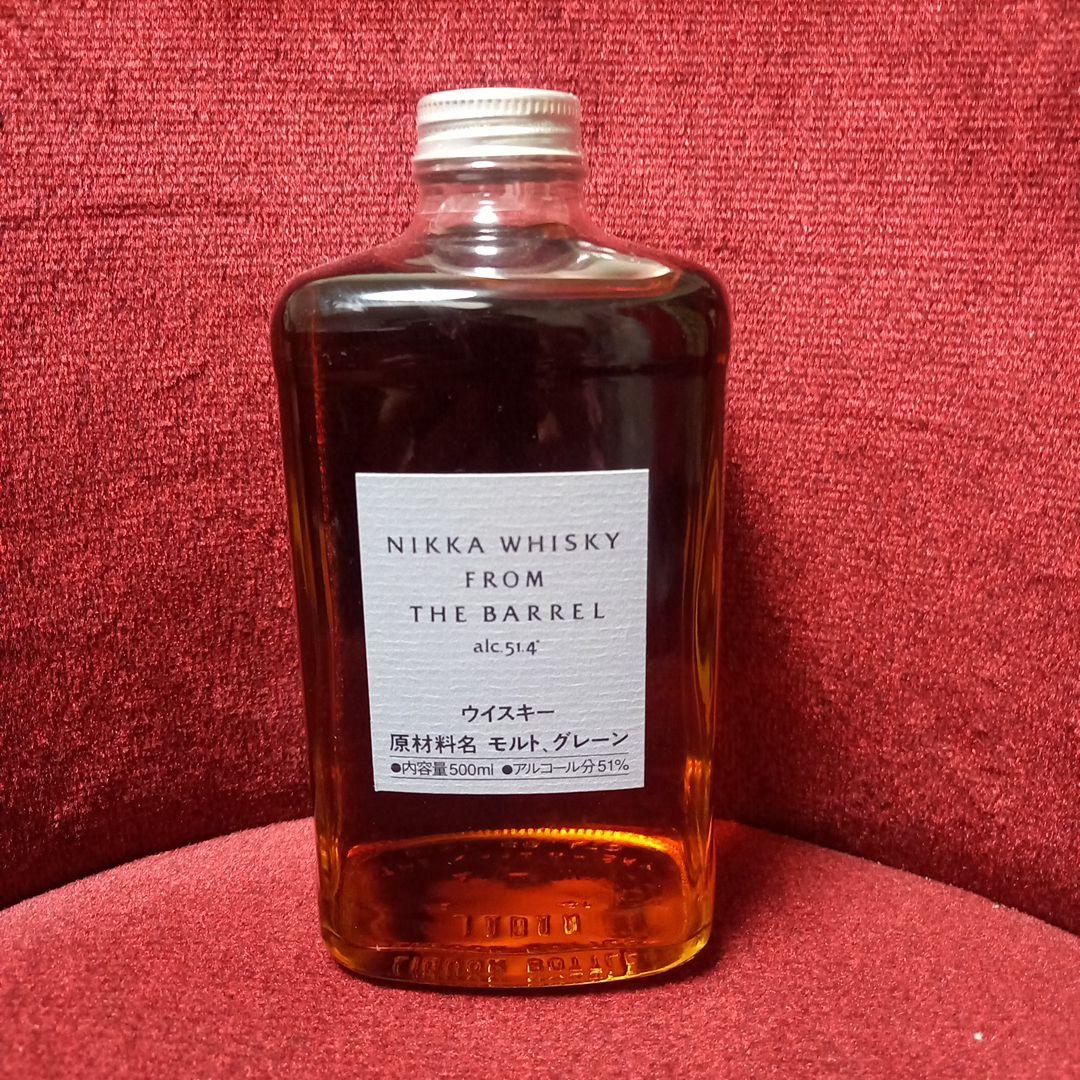 NIKKA WHISKY
FROM
THE BARREL
alc.51.4°
ウイスキー
原材料名 モルト、グレーン
●内容量500ml ●アルコール分51%